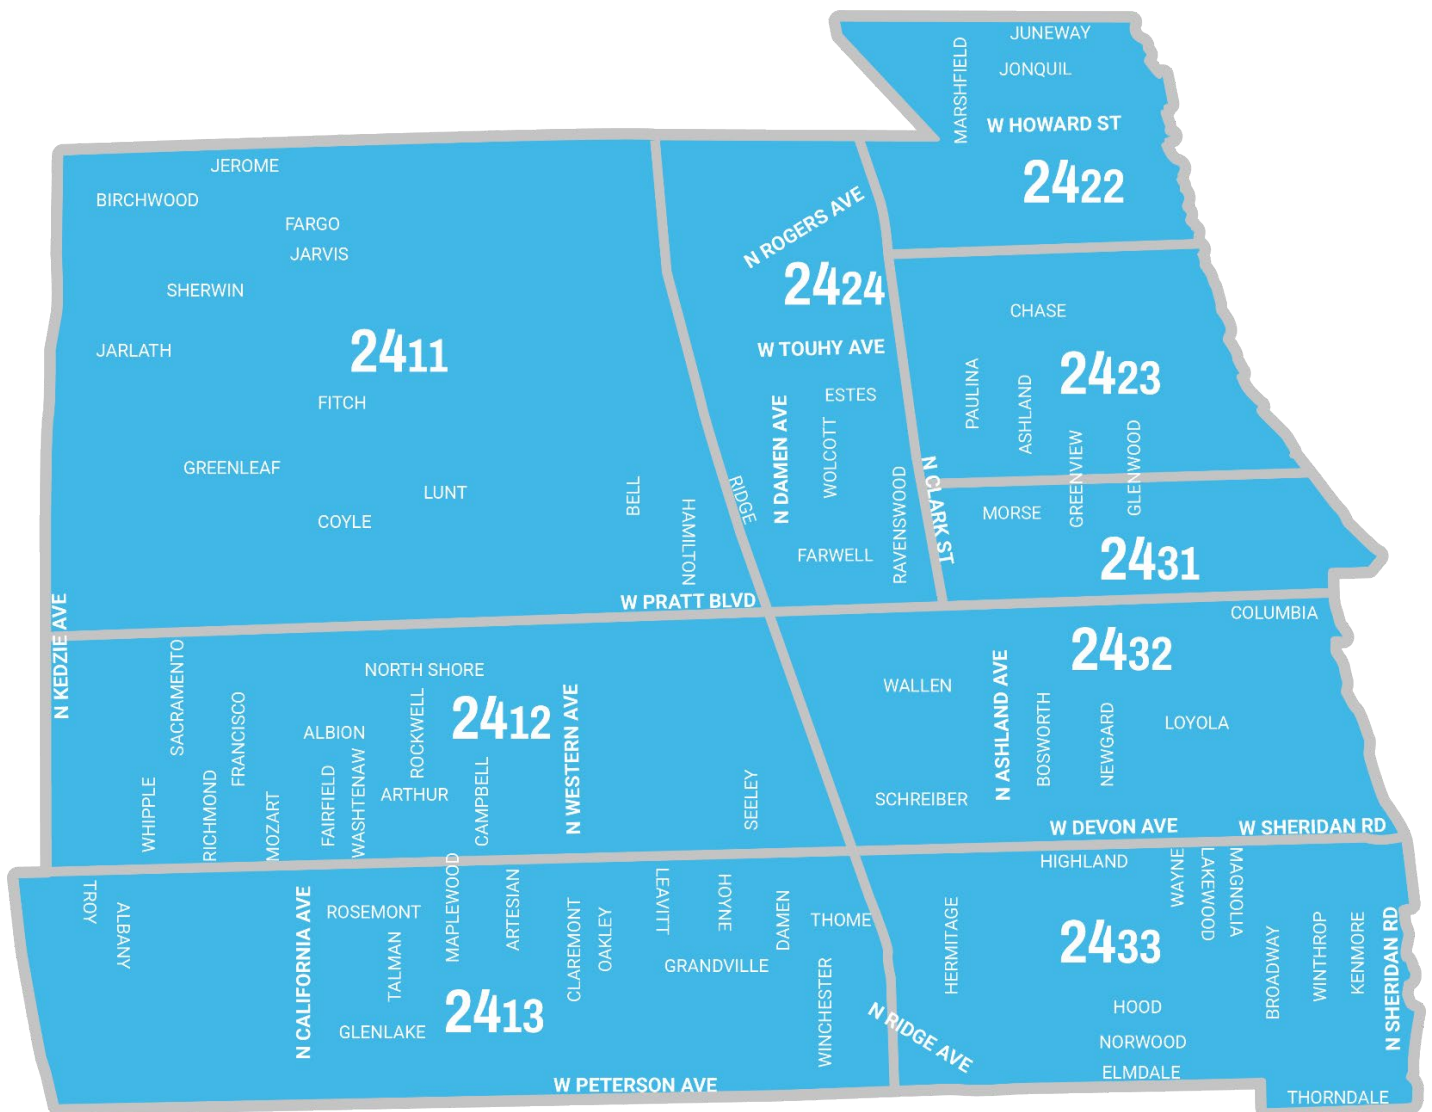 JUNEWAY
MARSHFIELD
JONQUIL
W HOWARD ST
2422
JEROME
BIRCHWOOD
FARGO
JARVIS
SHERWIN
JARLATH
2411
FITCH
GREENLEAF
LUNT
COYLE
BELL
HAMILTON
RIDGE
W PRATT BLVD
N KEDZIE AVE
N ROGERS AVE
2424
W TOUHY AVE
ESTES
N DAMEN AVE
WOLCOTT
RAVENSWOOD
FARWELL
N CLARK ST
CHASE
2423
PAULINA
ASHLAND
GREENVIEW
GLENWOOD
MORSE
2431
COLUMBIA
2432
WALLEN
N ASHLAND AVE
BOSWORTH
NEWGARD
LOYOLA
SCHREIBER
W DEVON AVE
W SHERIDAN RD
SACRAMENTO
NORTH SHORE
2412
ROCKWELL
FRANCISCO
ALBION
N WESTERN AVE
WHIPPLE
RICHMOND
MOZART
FAIRFIELD
WASHTENAW
ARTHUR
CAMPBELL
SEELEY
TROY
ALBANY
N CALIFORNIA AVE
ROSEMONT
TALMAN
MAPLEWOOD
ARTESIAN
CLAREMONT
OAKLEY
LEAVITT
HOYNE
DAMEN
THOME
GRANDVILLE
WINCHESTER
2413
GLENLAKE
W PETERSON AVE
N RIDGE AVE
HIGHLAND
WAYNE
LAKEWOOD
MAGNOLIA
HERMITAGE
2433
BROADWAY
WINTHROP
KENMORE
N SHERIDAN RD
HOOD
NORWOOD
ELMDALE
THORNDALE